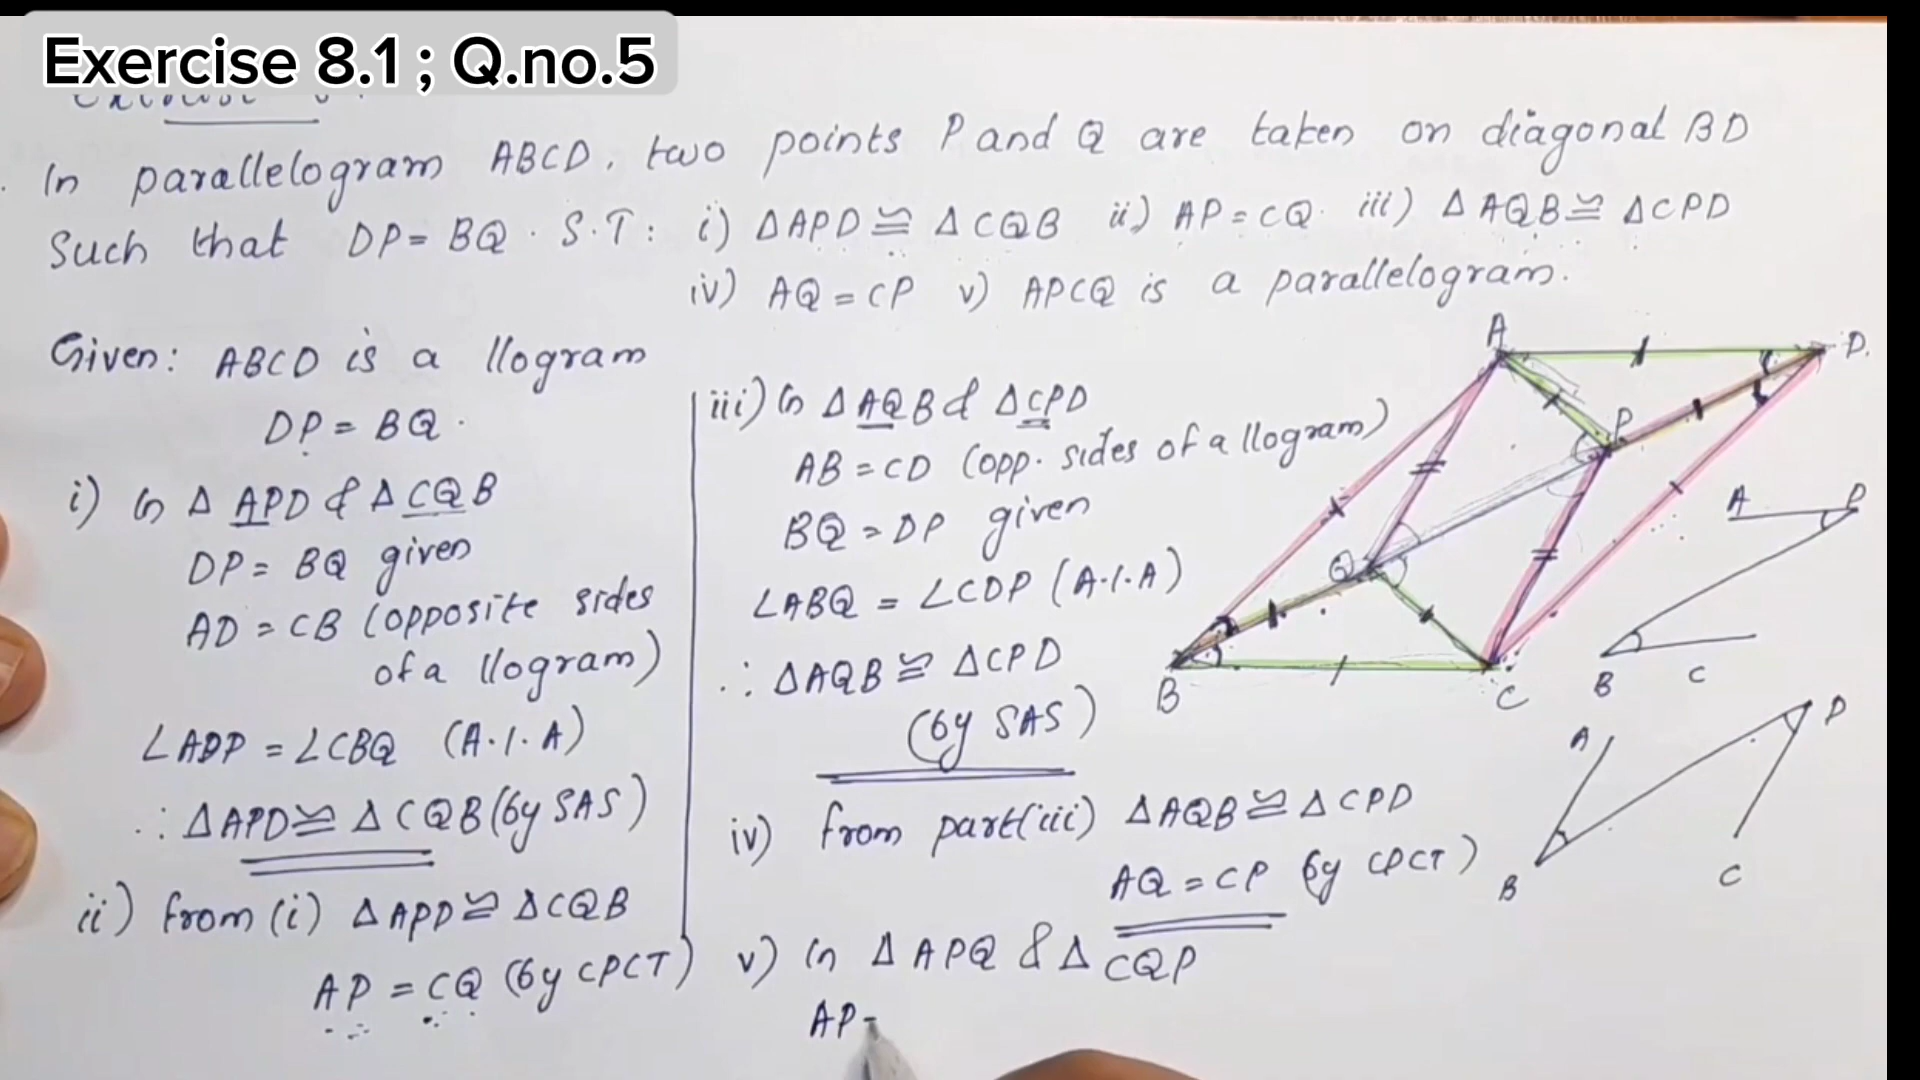 Exercise 8.1 ; Q.no.5
In parallelogram ABCD, two points P and Q are taken on diagonal BD
Such that DP = BQ. S.T: i) ΔAPD ≅ ΔCQB ii) AP = CQ. iii) ΔAQB ≅ ΔCPD
iv) AQ = CP v) APCQ is a parallelogram.
Given: ABCD is a llogram
DP = BQ.
i) In Δ APD & Δ CQB
DP = BQ given
AD = CB (opposite sides
of a llogram)
∠ADP = ∠CBQ (A.I.A)
∴ ΔAPD ≅ ΔCQB (by SAS)
ii) from (i) ΔAPD ≅ ΔCQB
AP = CQ (by CPCT)
iii) In ΔAQB & ΔCPD
AB = CD (opp. sides of a llogram)
BQ = DP given
∠ABQ = ∠CDP (A.I.A)
∴ ΔAQB ≅ ΔCPD
(by SAS)
iv) from part(iii) ΔAQB ≅ ΔCPD
AQ = CP by CPCT)
v) In Δ APQ & Δ CQP
AP =
A
D.
P
Q
B
C
A
D
B
C
A
D
B
C